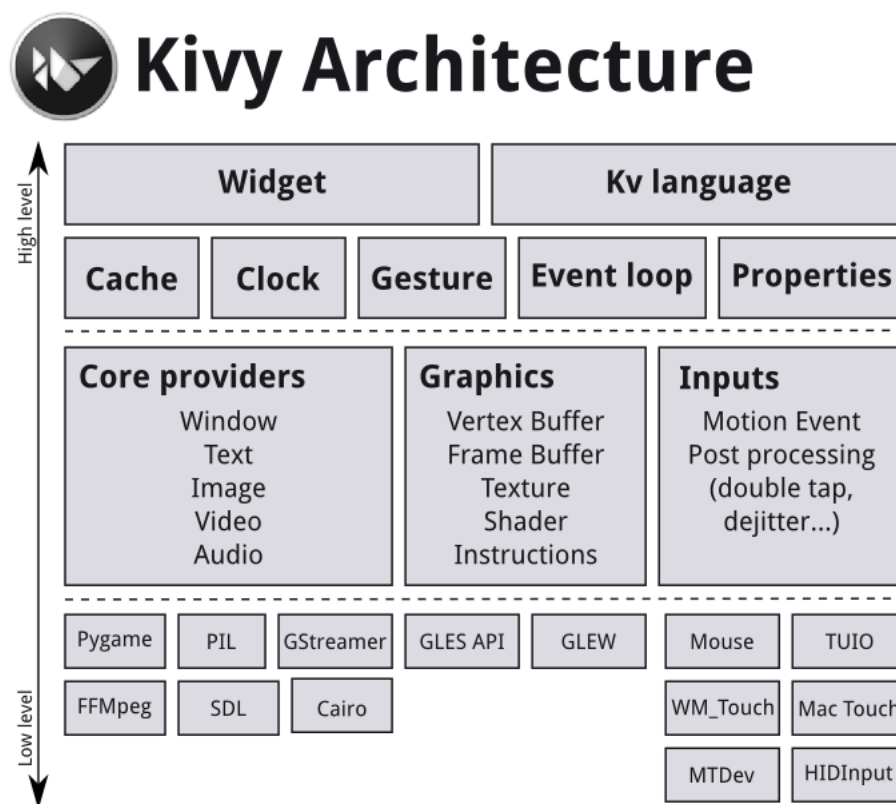 Kivy Architecture
High level
Widget
Kv language
Cache
Clock
Gesture
Event loop
Properties
Core providers
Window
Text
Image
Video
Audio
Graphics
Vertex Buffer
Frame Buffer
Texture
Shader
Instructions
Inputs
Motion Event
Post processing
(double tap,
dejitter...)
Low level
Pygame
PIL
GStreamer
GLES API
GLEW
Mouse
TUIO
FFMpeg
SDL
Cairo
WM_Touch
Mac Touch
MTDev
HIDInput